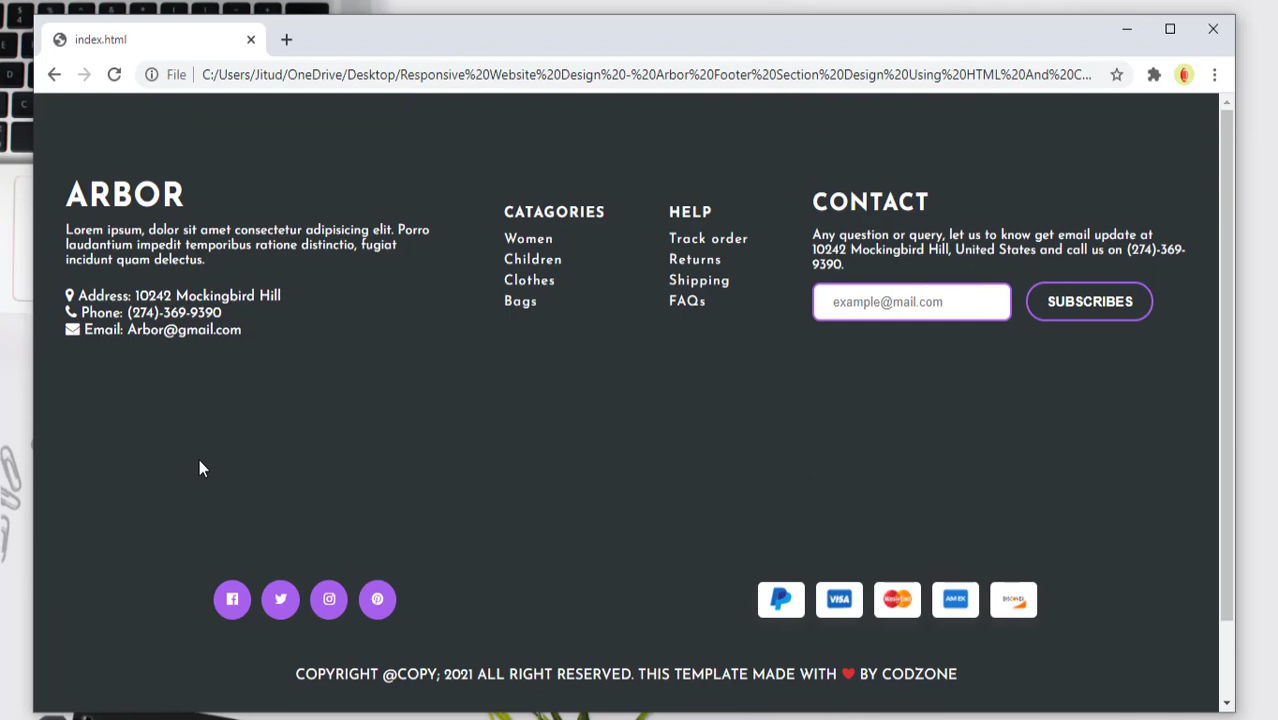 index.html
File
C:/Users/Jitud/OneDrive/Desktop/Responsive%20Website%20Design%20-%20Arbor%20Footer%20Section%20Design%20Using%20HTML%20And%20C...
ARBOR
Lorem ipsum, dolor sit amet consectetur adipisicing elit. Porro
laudantium impedit temporibus ratione distinctio, fugiat
incidunt quam delectus.
Address: 10242 Mockingbird Hill
Phone: (274)-369-9390
Email: Arbor@gmail.com
CATAGORIES
Women
Children
Clothes
Bags
HELP
Track order
Returns
Shipping
FAQs
CONTACT
Any question or query, let us to know get email update at
10242 Mockingbird Hill, United States and call us on (274)-369-
9390.
example@mail.com
SUBSCRIBES
VISA
MasterCard
AMEX
DISCOVER
COPYRIGHT @COPY; 2021 ALL RIGHT RESERVED. THIS TEMPLATE MADE WITH ❤ BY CODZONE